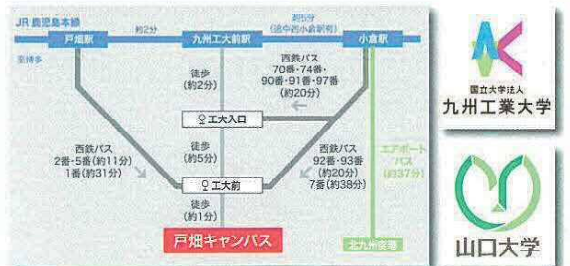 JR 鹿児島本線
戸畑駅
約2分
九州工大前駅
約5分
(途中西小倉駅有)
小倉駅
至博多
徒歩
(約2分)
西鉄バス
70番・74番・
90番・91番・97番
(約20分)
工大入口
西鉄バス
2番・5番(約11分)
1番(約31分)
徒歩
(約5分)
西鉄バス
92番・93番
(約20分)
7番(約38分)
エアポート
バス
(約37分)
工大前
徒歩
(約1分)
戸畑キャンパス
北九州空港
国立大学法人
九州工業大学
山口大学